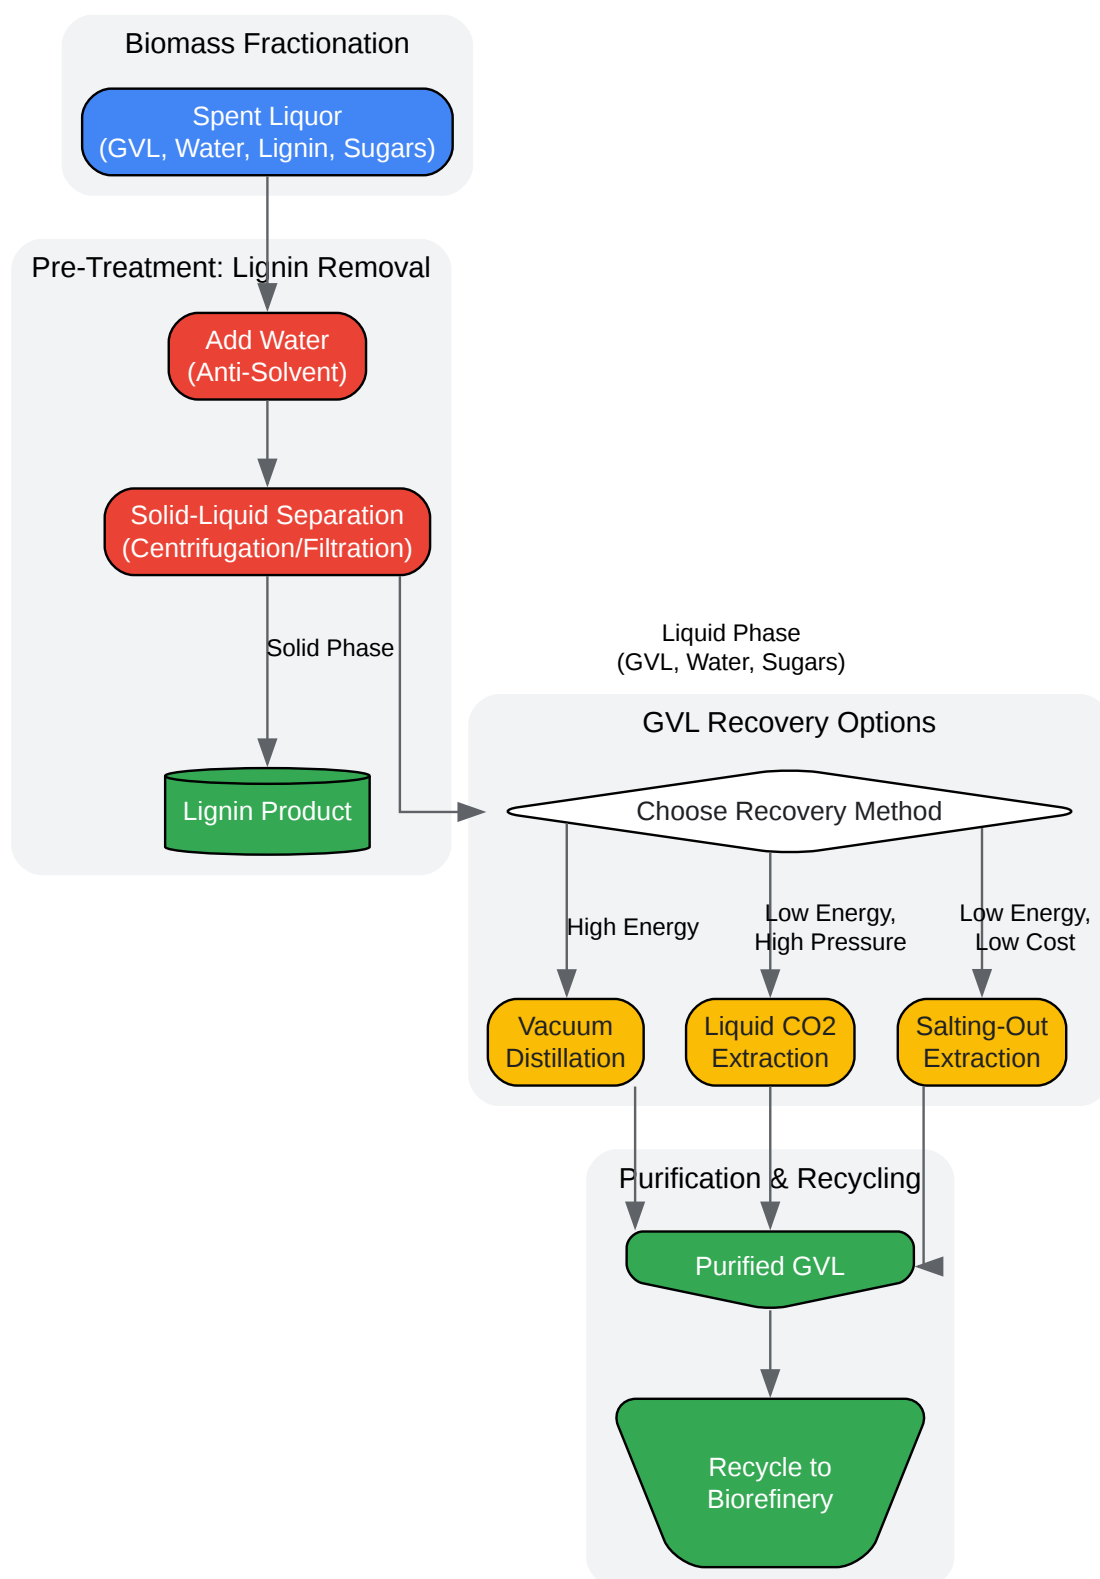 Biomass Fractionation
Spent Liquor
(GVL, Water, Lignin, Sugars)
Pre-Treatment: Lignin Removal
Add Water
(Anti-Solvent)
Solid-Liquid Separation
(Centrifugation/Filtration)
Solid Phase
Liquid Phase
(GVL, Water, Sugars)
GVL Recovery Options
Lignin Product
Choose Recovery Method
High Energy
Low Energy,
High Pressure
Low Energy,
Low Cost
Vacuum
Distillation
Liquid CO2
Extraction
Salting-Out
Extraction
Purification & Recycling
Purified GVL
Recycle to
Biorefinery